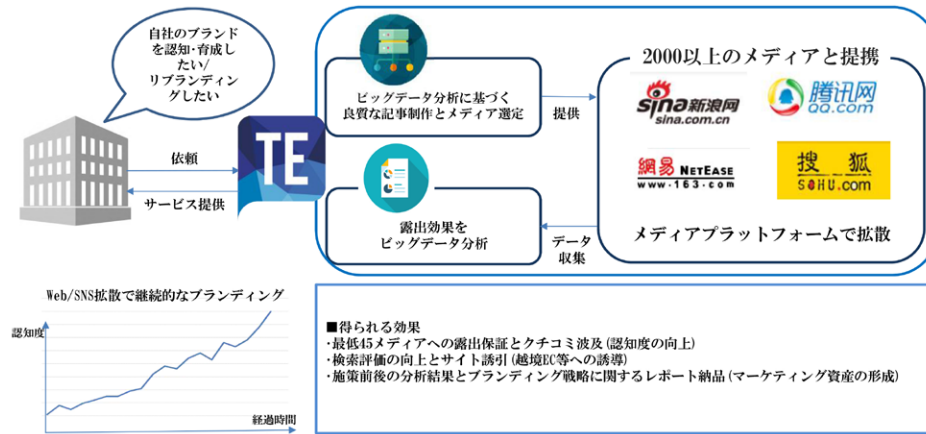 自社のブランド
を認知・育成し
たい/
リブランディン
グしたい
依頼
サービス提供
TE
ビッグデータ分析に基づく
良質な記事制作とメディア選定
提供
露出効果を
ビッグデータ分析
データ
収集
2000以上のメディアと提携
sina新浪网
sina.com.cn
腾讯网
QQ.com
網易 NETEASE
www.163.com
搜狐
SOHU.com
メディアプラットフォームで拡散
Web/SNS拡散で継続的なブランディング
認知度
経過時間
■得られる効果
・最低45メディアへの露出保証とクチコミ波及(認知度の向上)
・検索評価の向上とサイト誘引(越境EC等への誘導)
・施策前後の分析結果とブランディング戦略に関するレポート納品(マーケティング資産の形成)